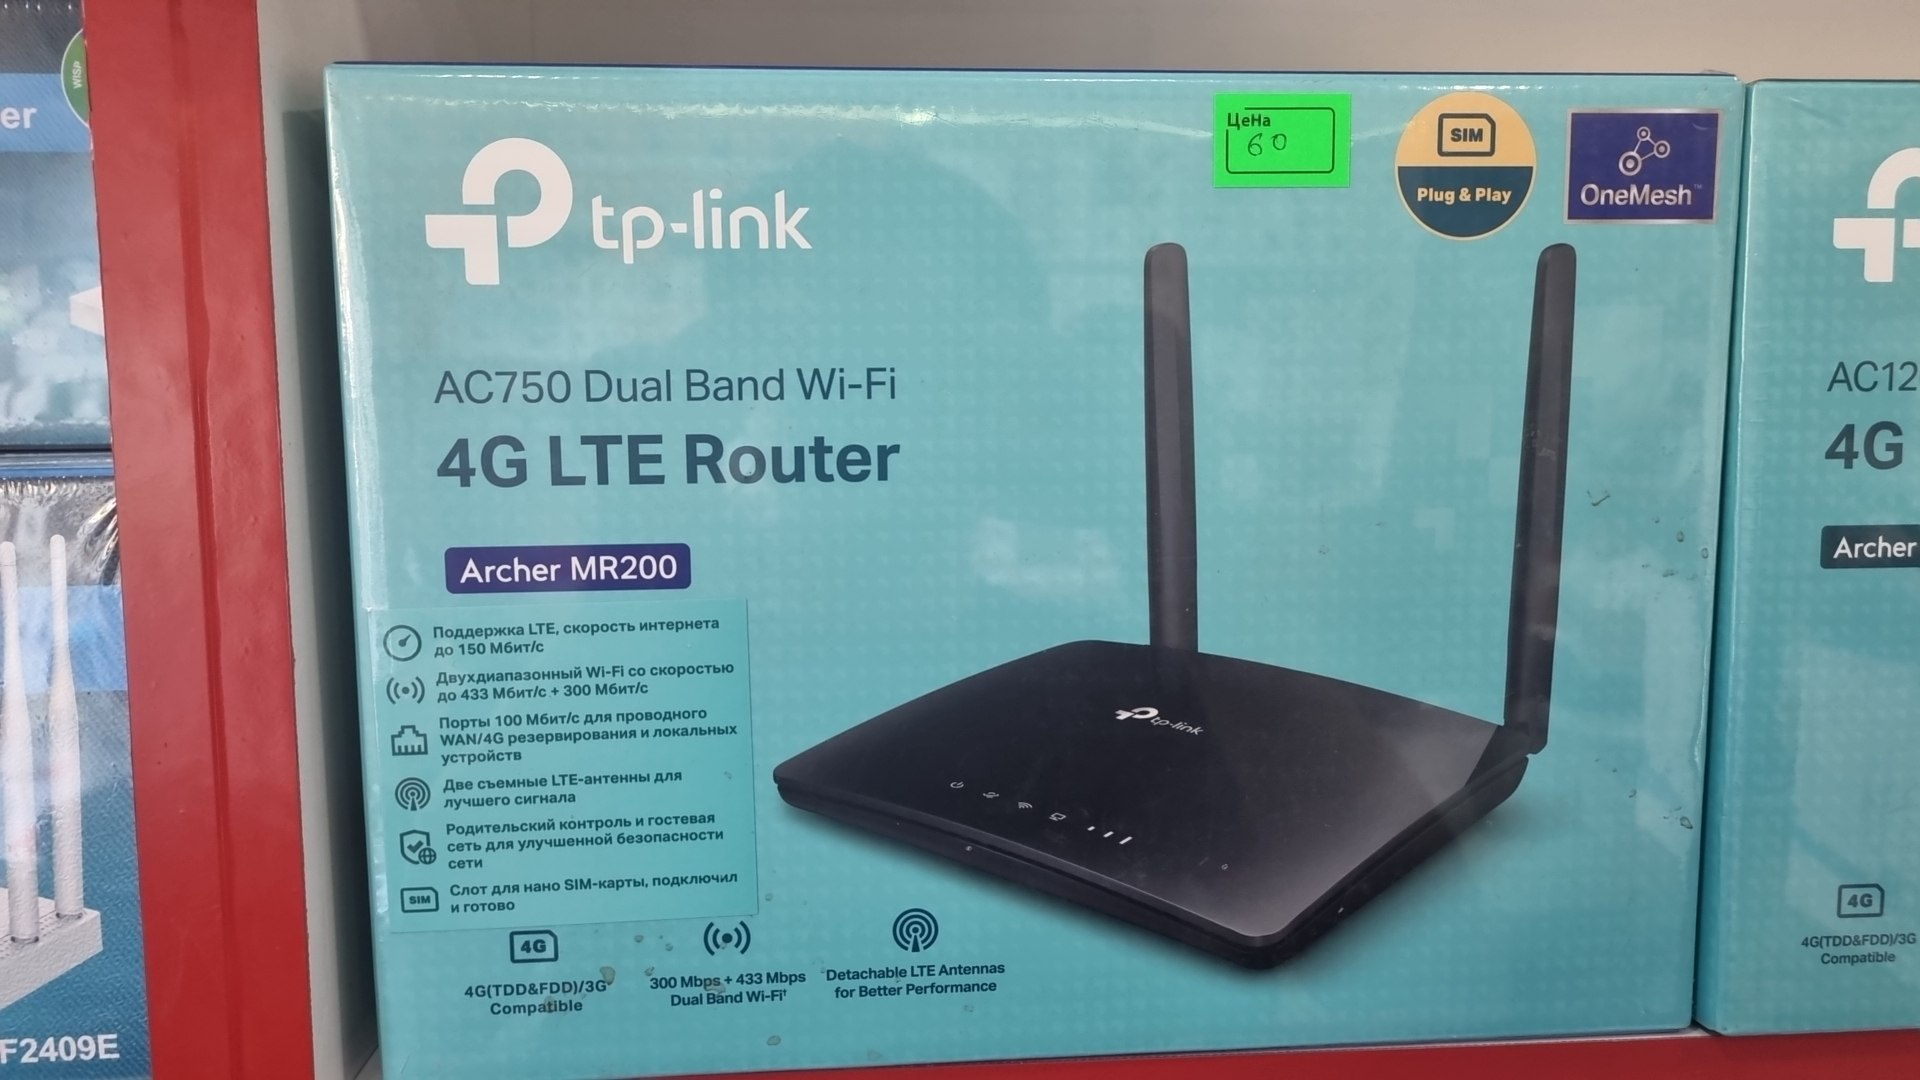 WISP
er
F2409E
tp-link
Цена
60
SIM
Plug & Play
OneMesh™
AC750 Dual Band Wi-Fi
4G LTE Router
Archer MR200
Поддержка LTE, скорость интернета
до 150 Мбит/с
Двухдиапазонный Wi-Fi со скоростью
до 433 Мбит/с + 300 Мбит/с
Порты 100 Мбит/с для проводного
WAN/4G резервирования и локальных
устройств
Две съемные LTE-антенны для
лучшего сигнала
Родительский контроль и гостевая
сеть для улучшенной безопасности
сети
SIM
Слот для нано SIM-карты, подключил
и готово
tp-link
4G
4G(TDD&FDD)/3G
Compatible
300 Mbps + 433 Mbps
Dual Band Wi-Fi†
Detachable LTE Antennas
for Better Performance
AC12
4G
Archer
4G
4G(TDD&FDD)/3G
Compatible